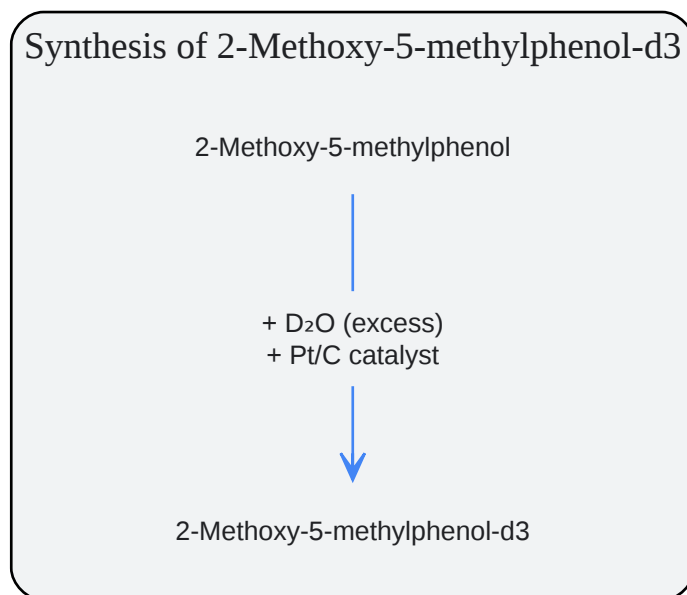 Synthesis of 2-Methoxy-5-methylphenol-d3
2-Methoxy-5-methylphenol
+ D₂O (excess)
+ Pt/C catalyst
2-Methoxy-5-methylphenol-d3